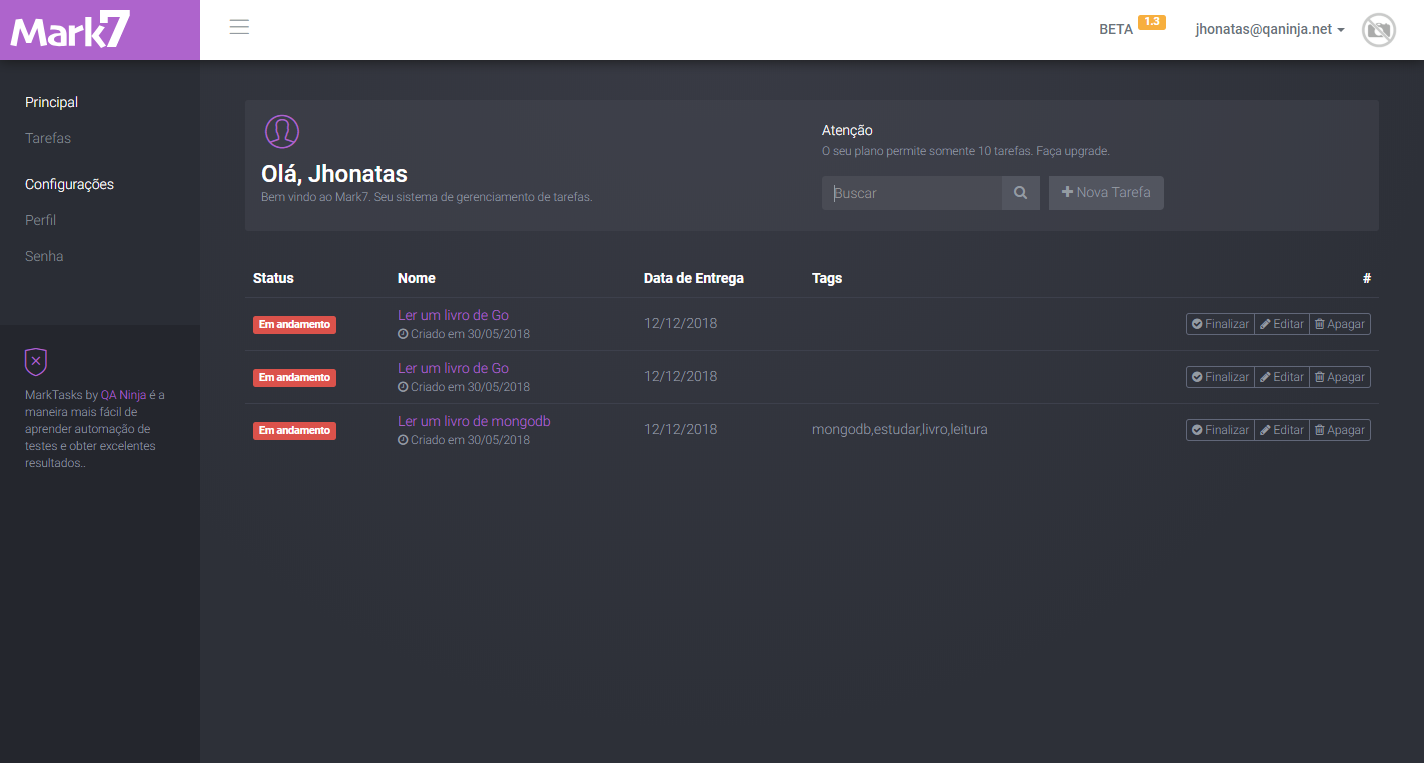 Mark7
BETA 1.3 jhonatas@qaninja.net
Principal
Tarefas
Configurações
Perfil
Senha
MarkTasks by QA Ninja é a
maneira mais fácil de
aprender automação de
testes e obter excelentes
resultados..
Olá, Jhonatas
Bem vindo ao Mark7. Seu sistema de gerenciamento de tarefas.
Atenção
O seu plano permite somente 10 tarefas. Faça upgrade.
Buscar Nova Tarefa
Status Nome Data de Entrega Tags #
Em andamento Ler um livro de Go 12/12/2018 Finalizar Editar Apagar
Criado em 30/05/2018
Em andamento Ler um livro de Go 12/12/2018 Finalizar Editar Apagar
Criado em 30/05/2018
Em andamento Ler um livro de mongodb 12/12/2018 mongodb,estudar,livro,leitura Finalizar Editar Apagar
Criado em 30/05/2018